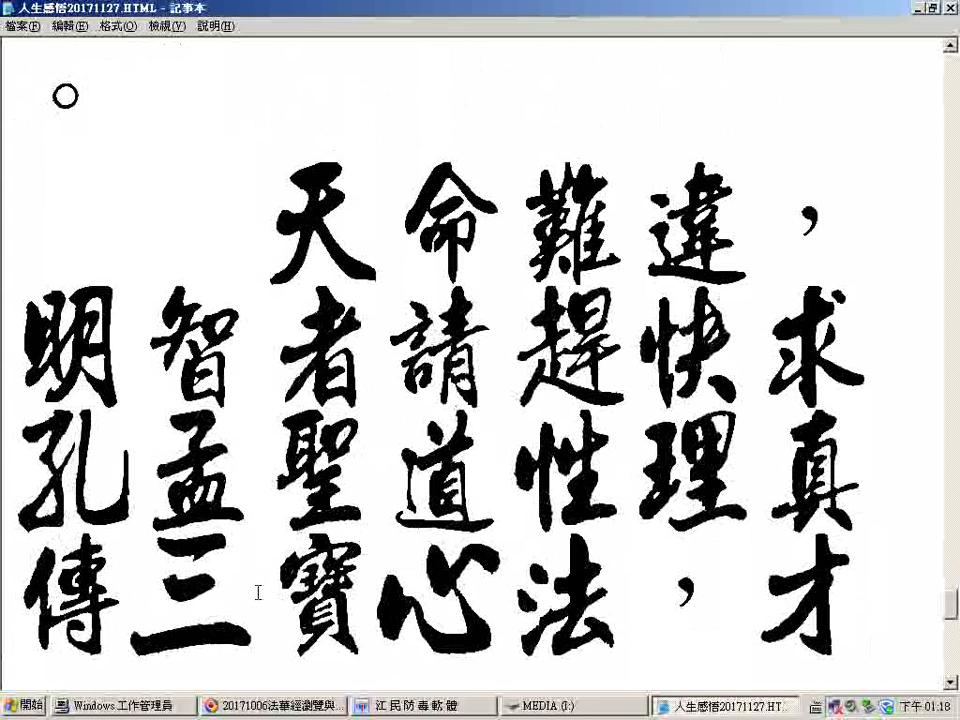 人生感悟20171127.HTML - 記事本
檔案(F) 編輯(E) 格式(O) 檢視(V) 說明(H)
。
天命難違，
明智者請趕快求
孔孟聖道性理真
傳三寶心法，才
開始 Windows 工作管理員 20171006法華經瀏覽與... 江民防毒軟體 MEDIA (I:) 人生感悟20171127.HT... 下午 01:18